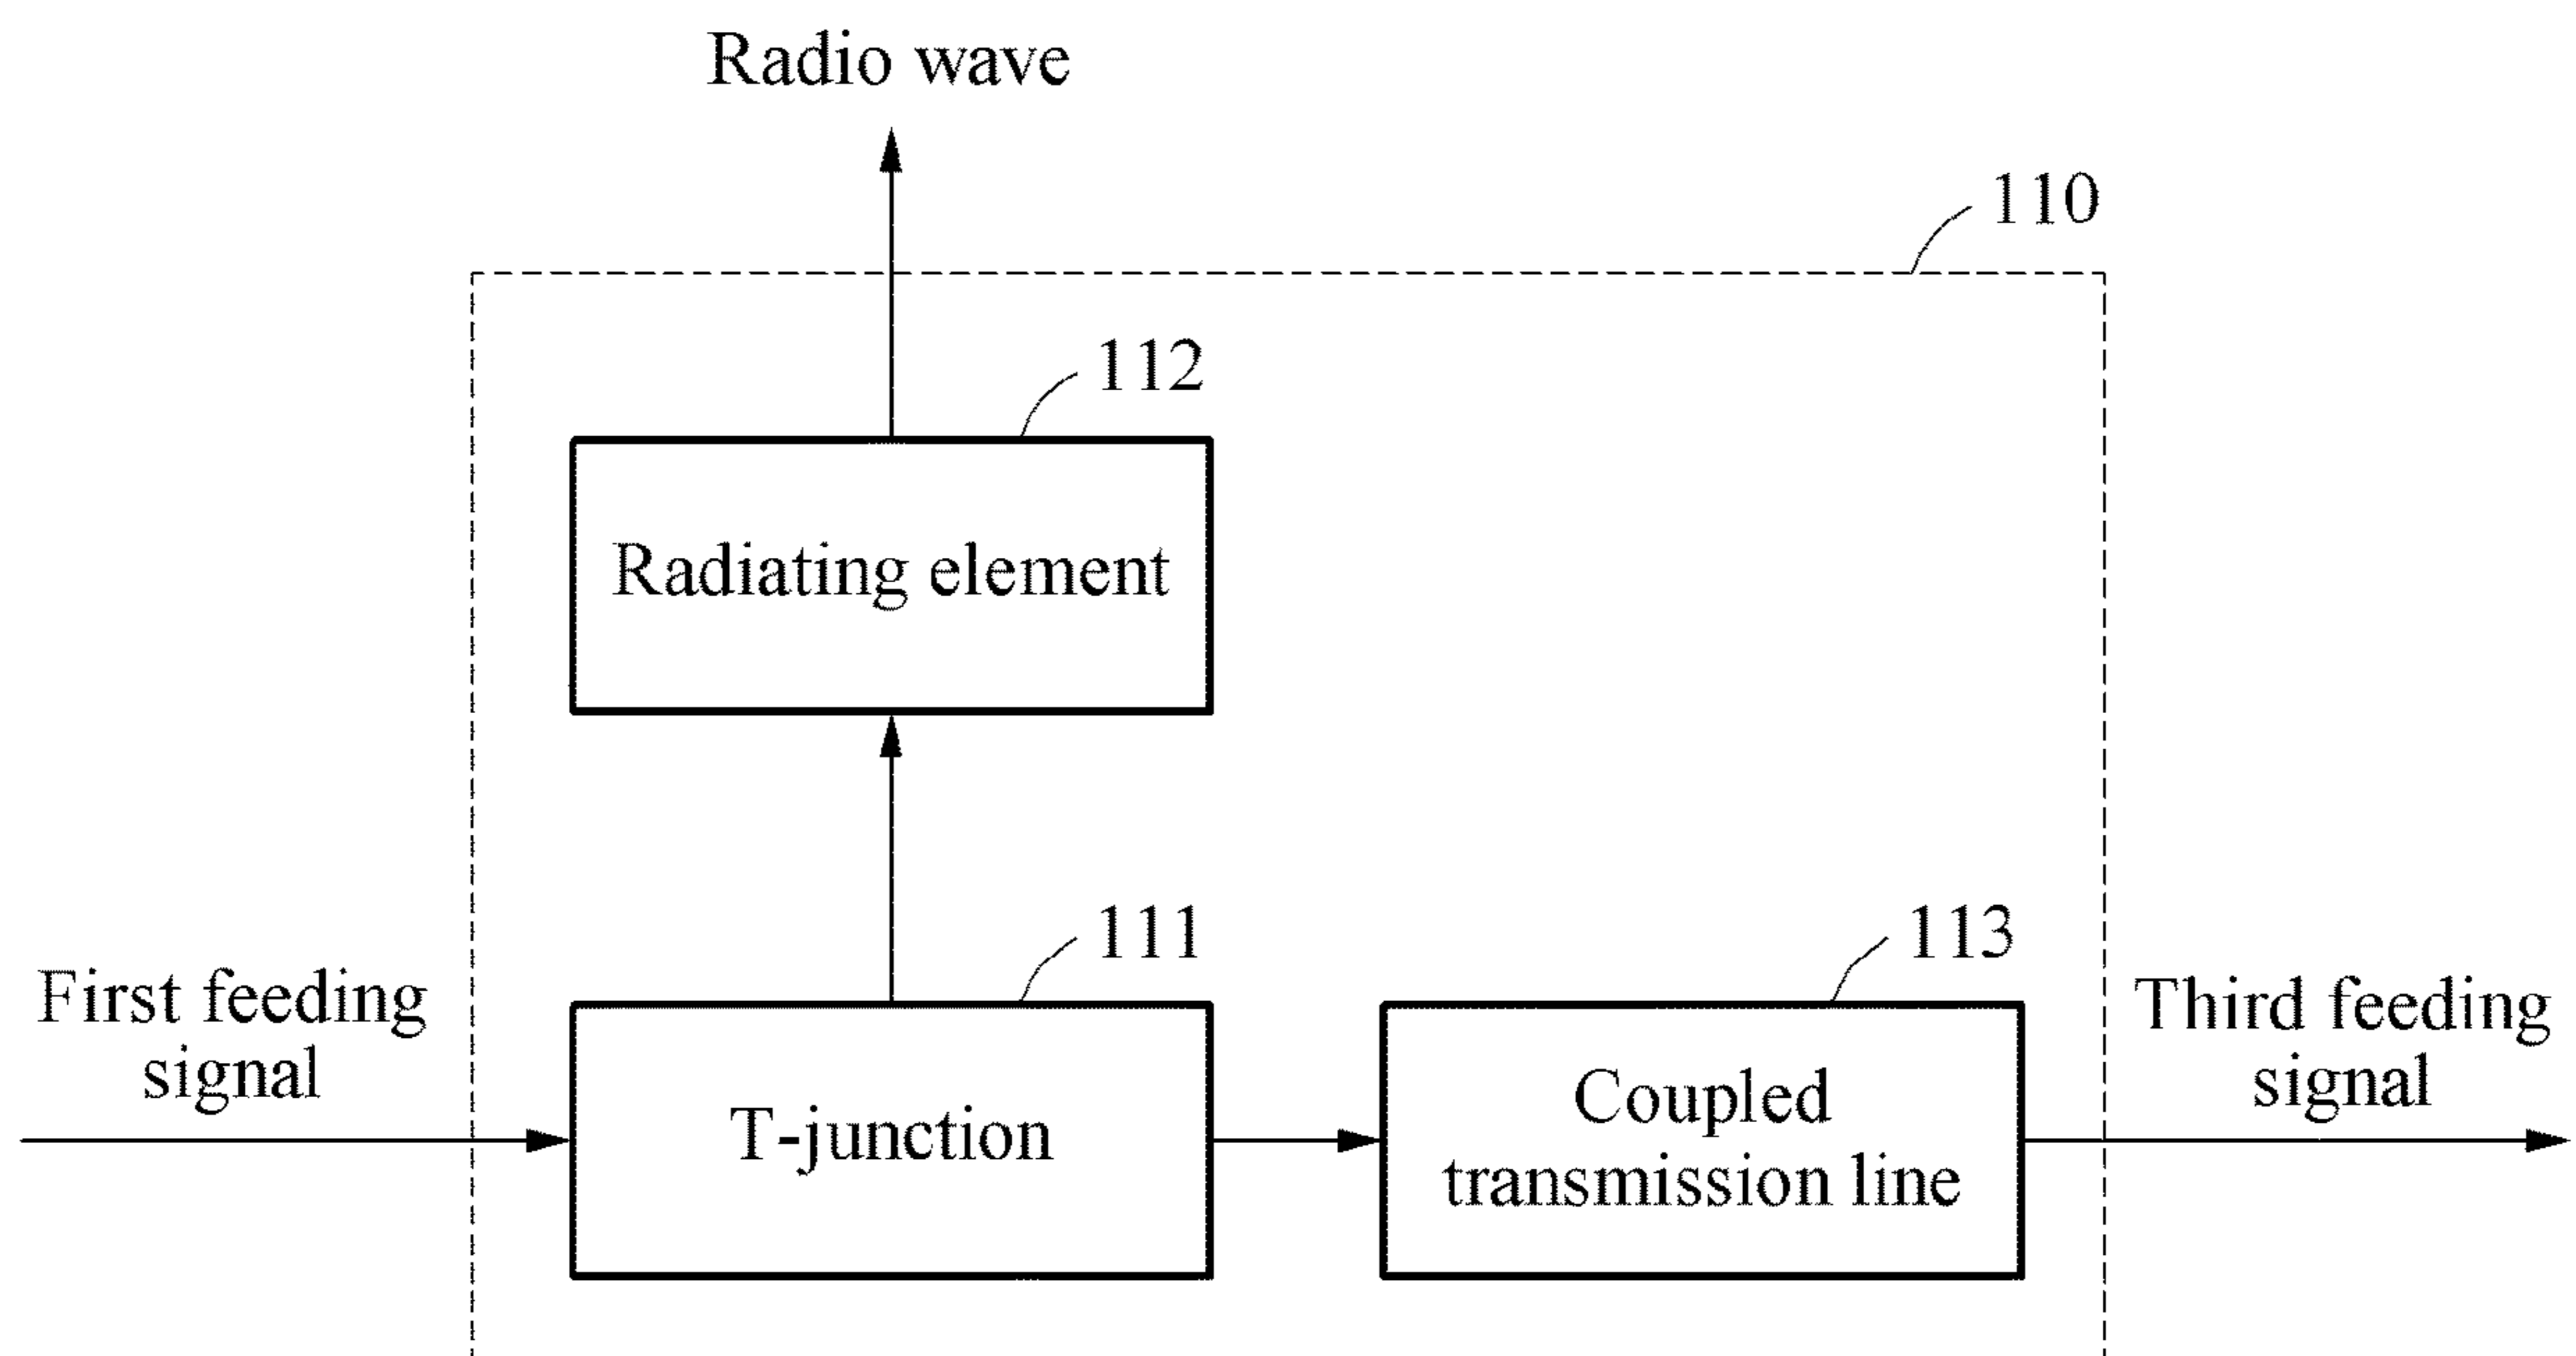 Radio wave
110
112
Radiating element
111
113
First feeding
signal
T-junction
Coupled
transmission line
Third feeding
signal